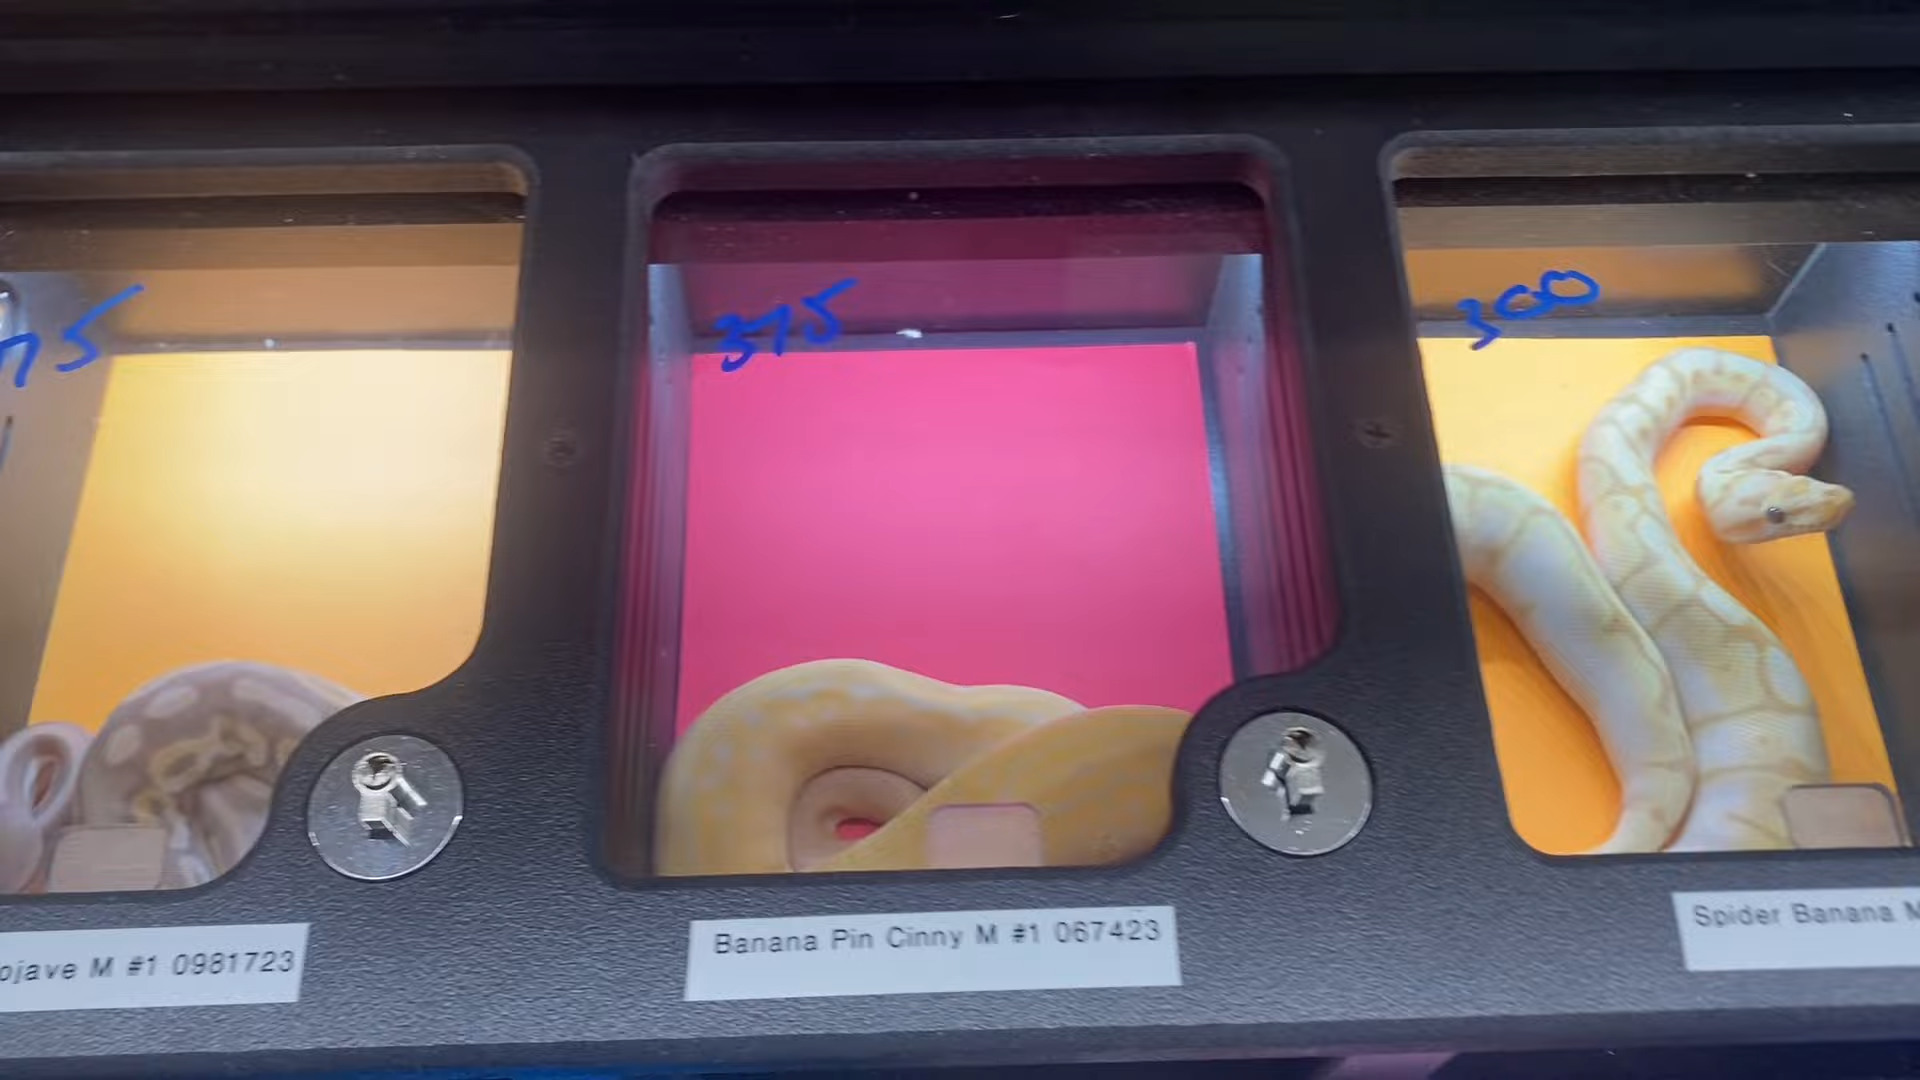 75
375
300
ojave M #1 0981723
Banana Pin Cinny M #1 067423
Spider Banana M